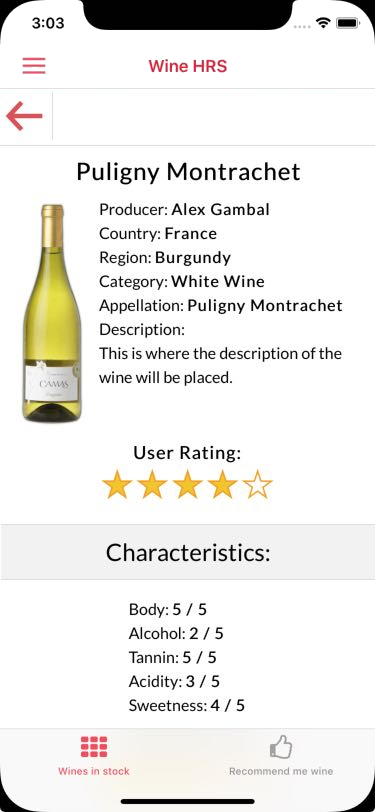 3:03
Wine HRS
Puligny Montrachet
Producer: Alex Gambal
Country: France
Region: Burgundy
Category: White Wine
Appellation: Puligny Montrachet
Description:
This is where the description of the
wine will be placed.
CAMAS
User Rating:
Characteristics:
Body: 5 / 5
Alcohol: 2 / 5
Tannin: 5 / 5
Acidity: 3 / 5
Sweetness: 4 / 5
Wines in stock
Recommend me wine